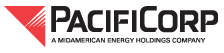 PACIFICORP
A MIDAMERICAN ENERGY HOLDINGS COMPANY